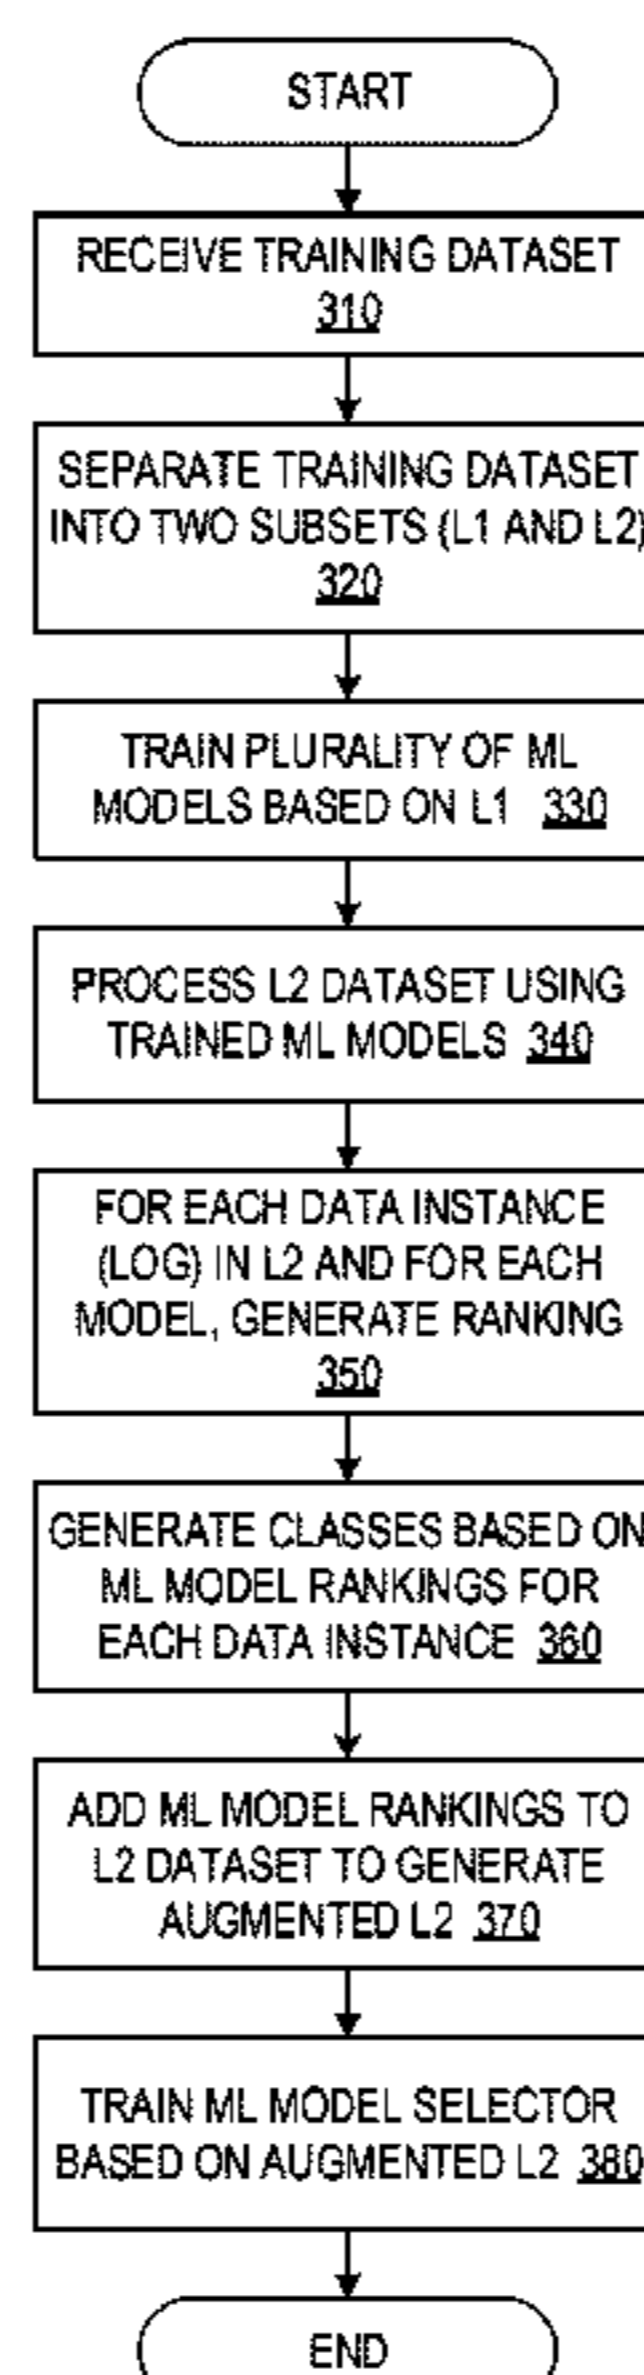 START
RECEIVE TRAINING DATASET
310
SEPARATE TRAINING DATASET
INTO TWO SUBSETS (L1 AND L2)
320
TRAIN PLURALITY OF ML
MODELS BASED ON L1 330
PROCESS L2 DATASET USING
TRAINED ML MODELS 340
FOR EACH DATA INSTANCE
(LOG) IN L2 AND FOR EACH
MODEL, GENERATE RANKING
350
GENERATE CLASSES BASED ON
ML MODEL RANKINGS FOR
EACH DATA INSTANCE 360
ADD ML MODEL RANKINGS TO
L2 DATASET TO GENERATE
AUGMENTED L2 370
TRAIN ML MODEL SELECTOR
BASED ON AUGMENTED L2 380
END